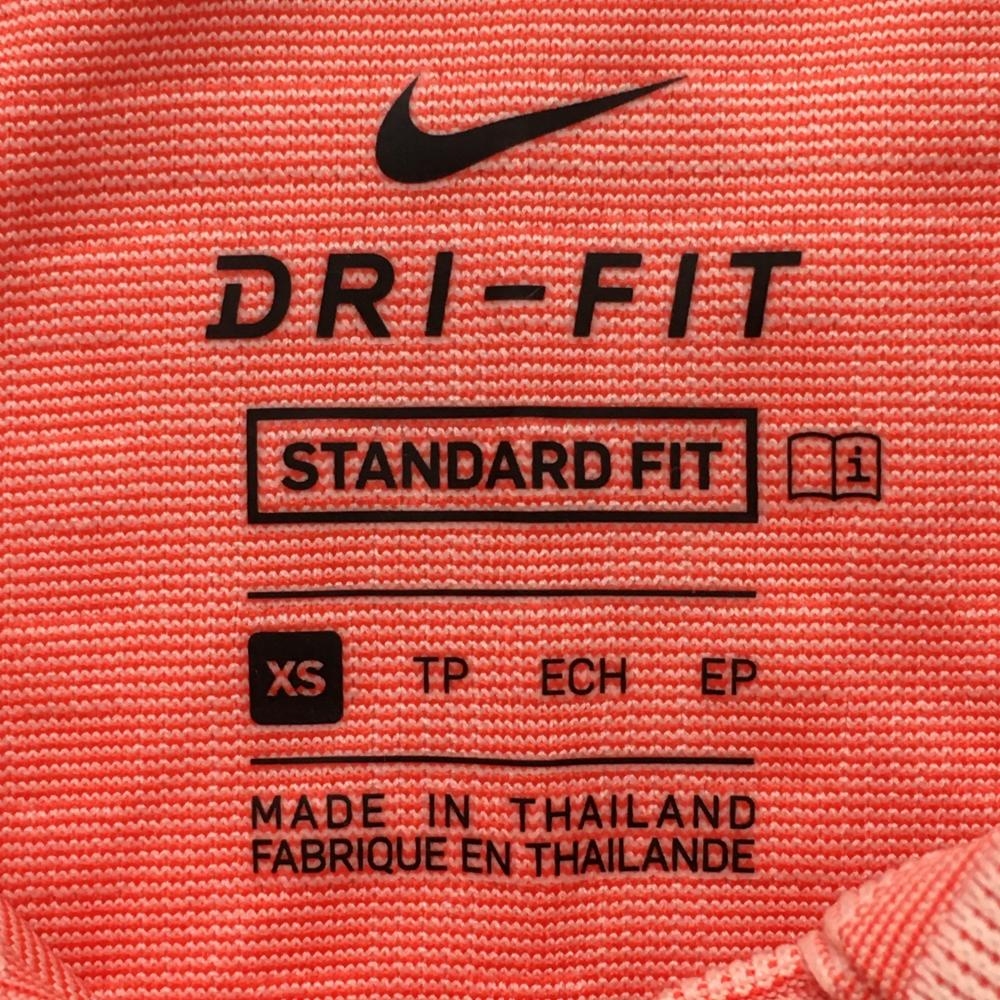 DRI-FIT
STANDARD FIT i
XS TP ECH EP
MADE IN THAILAND
FABRIQUE EN THAILANDE